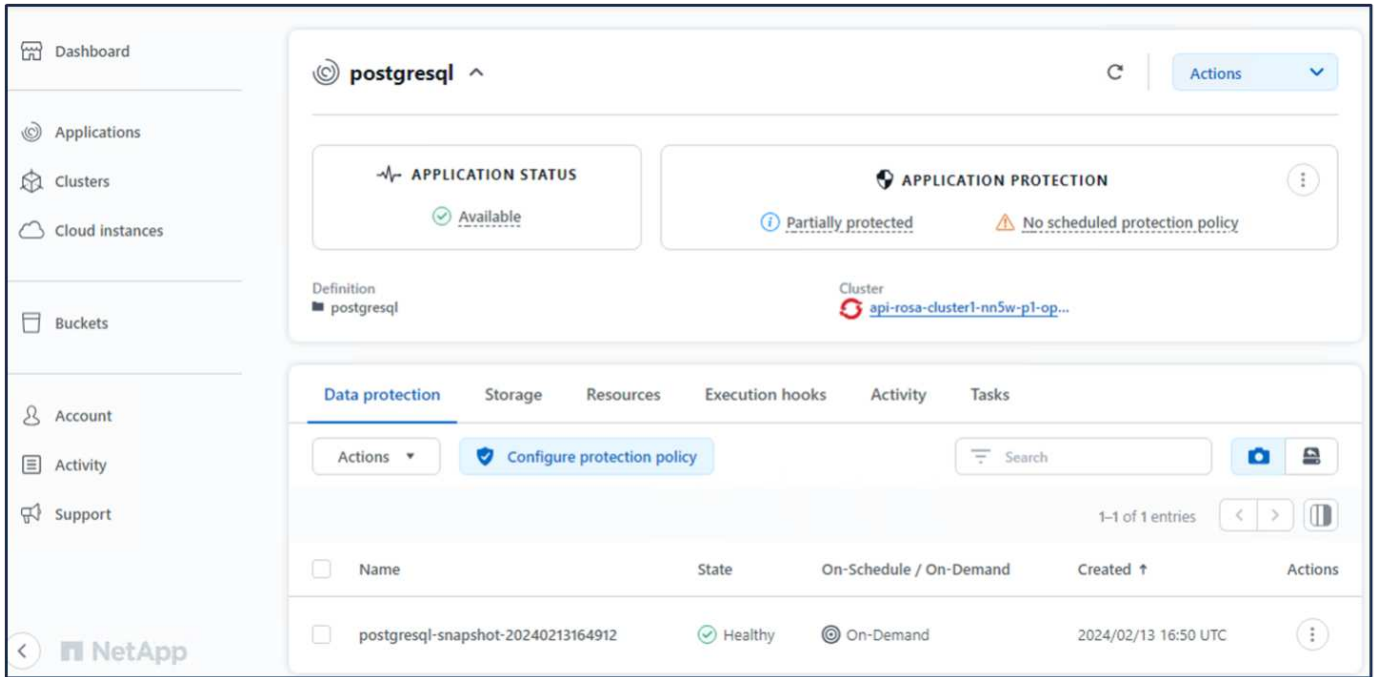 Dashboard
Applications
Clusters
Cloud instances
Buckets
Account
Activity
Support
NetApp
postgresql
Actions
APPLICATION STATUS
Available
APPLICATION PROTECTION
Partially protected
No scheduled protection policy
Definition
postgresql
Cluster
api-rosa-cluster1-nn5w-p1-op...
Data protection Storage Resources Execution hooks Activity Tasks
Actions Configure protection policy Search
1–1 of 1 entries
Name State On-Schedule / On-Demand Created ↑ Actions
postgresql-snapshot-20240213164912 Healthy On-Demand 2024/02/13 16:50 UTC